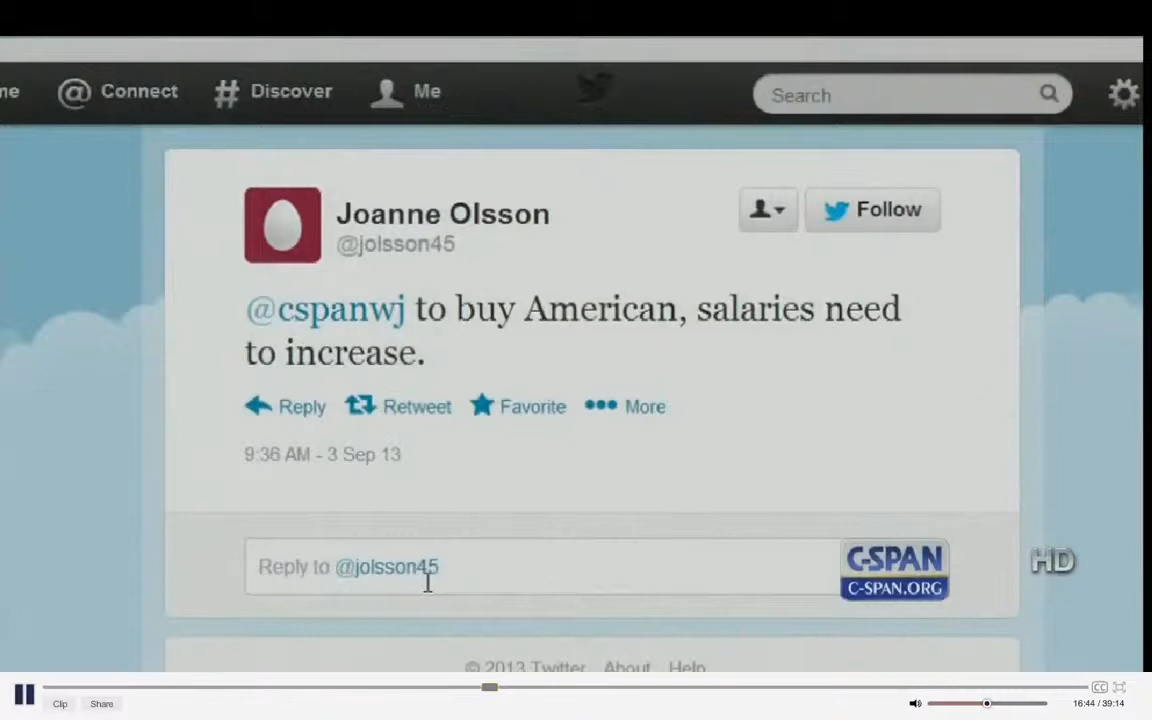 me @ Connect # Discover Me Search
Joanne Olsson
@jolsson45
Follow
@cspanwj to buy American, salaries need
to increase.
Reply Retweet Favorite ••• More
9:36 AM - 3 Sep 13
Reply to @jolsson45
C-SPAN
C-SPAN.ORG
HD
© 2013 Twitter About Help
Clip Share CC 16:44 / 39:14